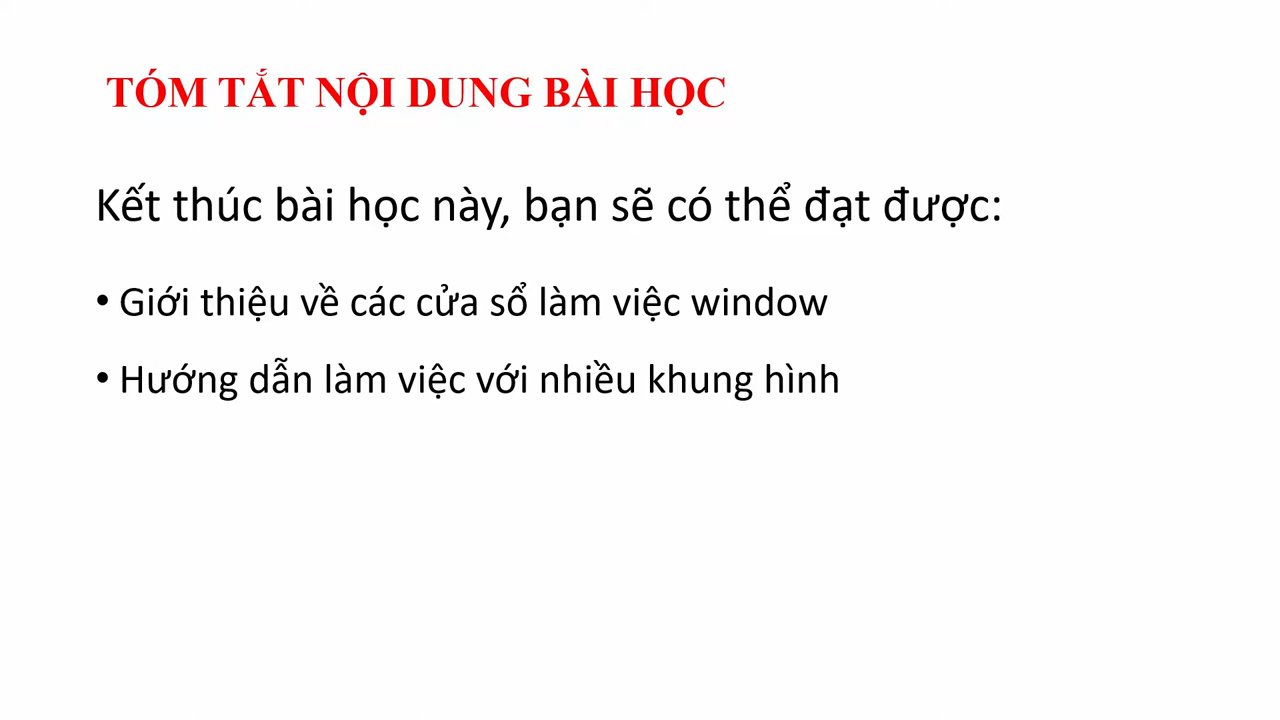 TÓM TẮT NỘI DUNG BÀI HỌC
Kết thúc bài học này, bạn sẽ có thể đạt được:
• Giới thiệu về các cửa sổ làm việc window
• Hướng dẫn làm việc với nhiều khung hình